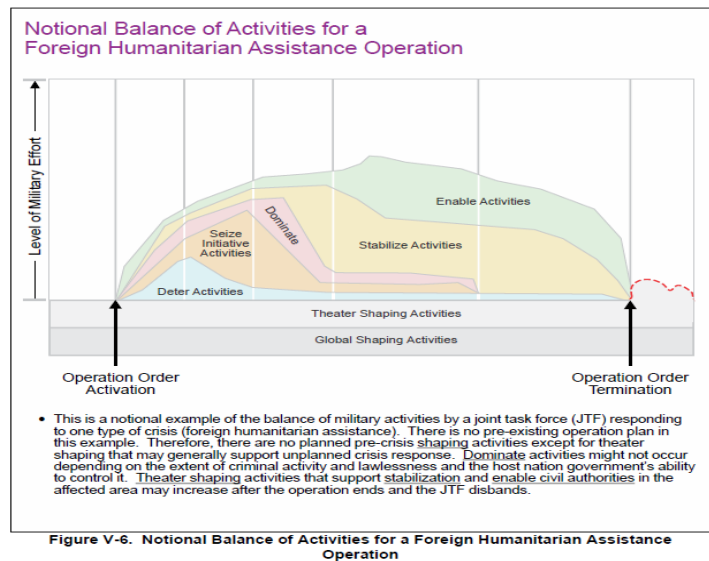 Notional Balance of Activities for a
Foreign Humanitarian Assistance Operation
Level of Military Effort
Enable Activities
Dominate
Seize
Initiative
Activities
Stabilize Activities
Deter Activities
Theater Shaping Activities
Global Shaping Activities
Operation Order
Activation
Operation Order
Termination
• This is a notional example of the balance of military activities by a joint task force (JTF) responding
to one type of crisis (foreign humanitarian assistance). There is no pre-existing operation plan in
this example. Therefore, there are no planned pre-crisis shaping activities except for theater
shaping that may generally support unplanned crisis response. Dominate activities might not occur
depending on the extent of criminal activity and lawlessness and the host nation government's ability
to control it. Theater shaping activities that support stabilization and enable civil authorities in the
affected area may increase after the operation ends and the JTF disbands.
Figure V-6. Notional Balance of Activities for a Foreign Humanitarian Assistance
Operation